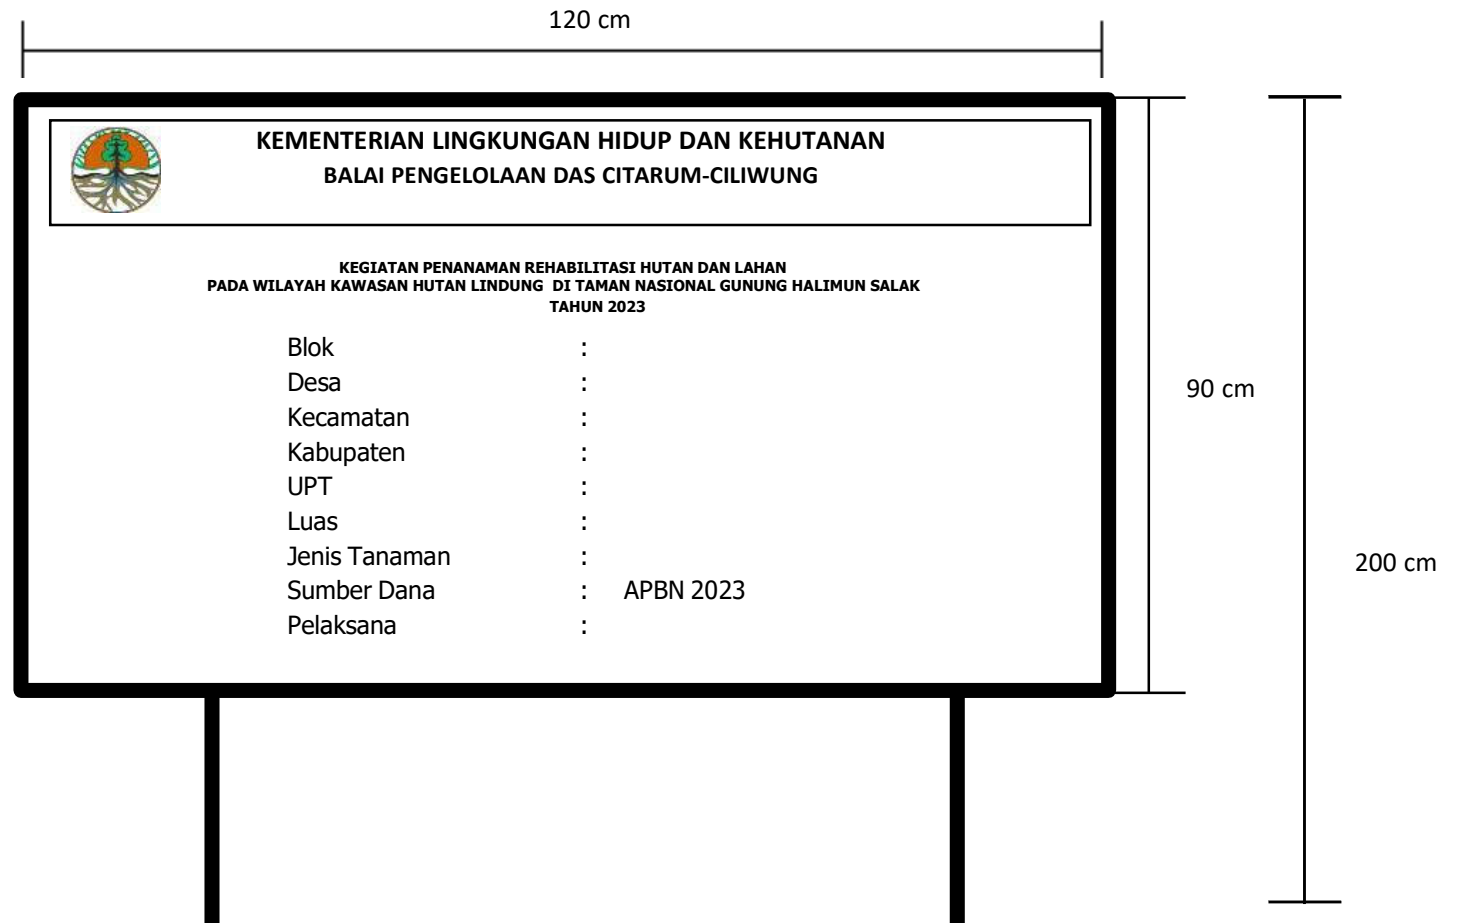 120 cm
KEMENTERIAN LINGKUNGAN HIDUP DAN KEHUTANAN
BALAI PENGELOLAAN DAS CITARUM-CILIWUNG
KEGIATAN PENANAMAN REHABILITASI HUTAN DAN LAHAN
PADA WILAYAH KAWASAN HUTAN LINDUNG DI TAMAN NASIONAL GUNUNG HALIMUN SALAK
TAHUN 2023
Blok :
Desa :
Kecamatan :
Kabupaten :
UPT :
Luas :
Jenis Tanaman :
Sumber Dana : APBN 2023
Pelaksana :
90 cm
200 cm